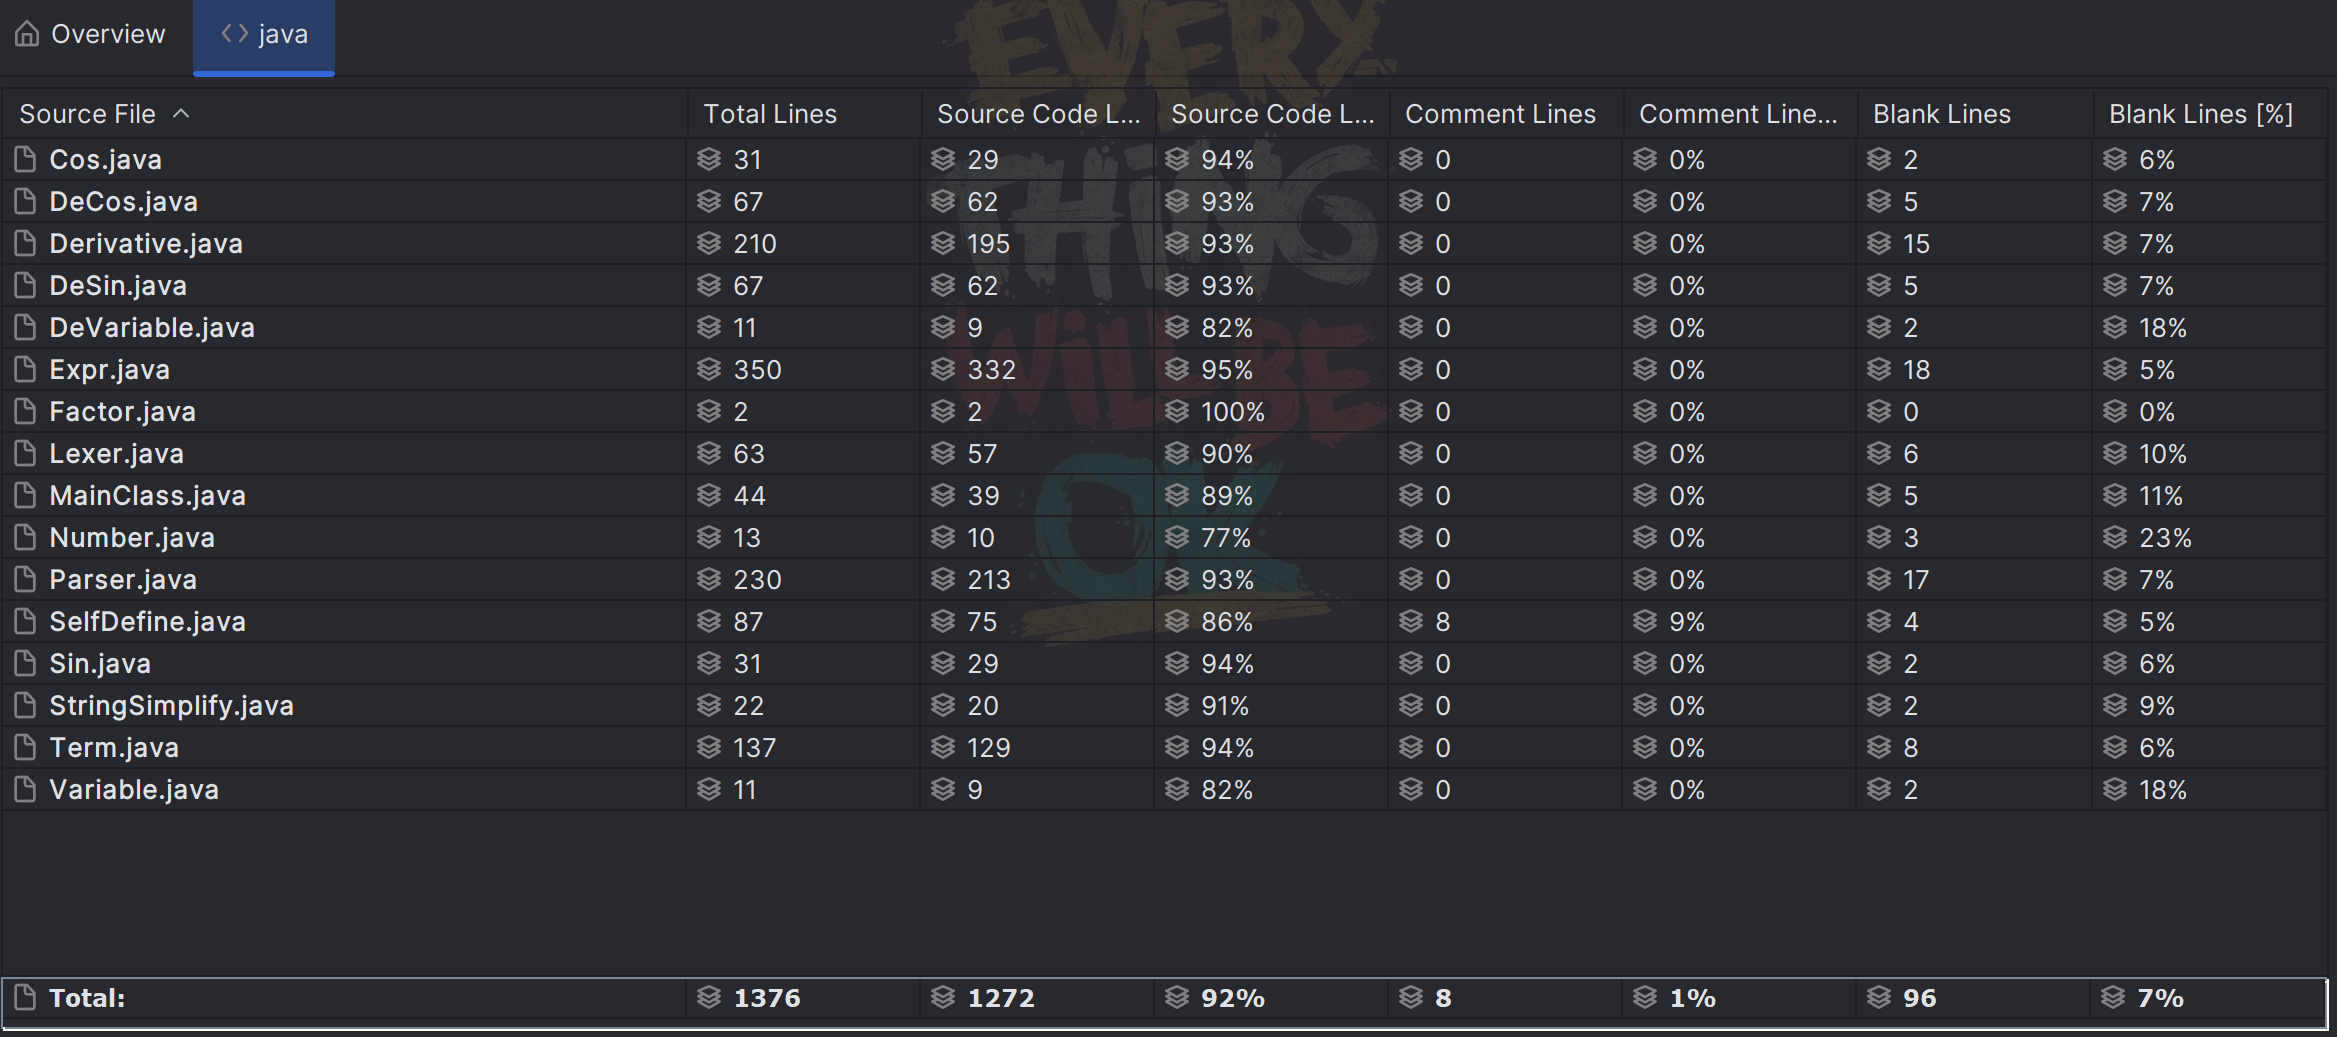 Overview <> java
Source File Total Lines Source Code L... Source Code L... Comment Lines Comment Line... Blank Lines Blank Lines [%]
Cos.java 31 29 94% 0 0% 2 6%
DeCos.java 67 62 93% 0 0% 5 7%
Derivative.java 210 195 93% 0 0% 15 7%
DeSin.java 67 62 93% 0 0% 5 7%
DeVariable.java 11 9 82% 0 0% 2 18%
Expr.java 350 332 95% 0 0% 18 5%
Factor.java 2 2 100% 0 0% 0 0%
Lexer.java 63 57 90% 0 0% 6 10%
MainClass.java 44 39 89% 0 0% 5 11%
Number.java 13 10 77% 0 0% 3 23%
Parser.java 230 213 93% 0 0% 17 7%
SelfDefine.java 87 75 86% 8 9% 4 5%
Sin.java 31 29 94% 0 0% 2 6%
StringSimplify.java 22 20 91% 0 0% 2 9%
Term.java 137 129 94% 0 0% 8 6%
Variable.java 11 9 82% 0 0% 2 18%
Total: 1376 1272 92% 8 1% 96 7%
EVERY
THiNG
WiLL BE
OK